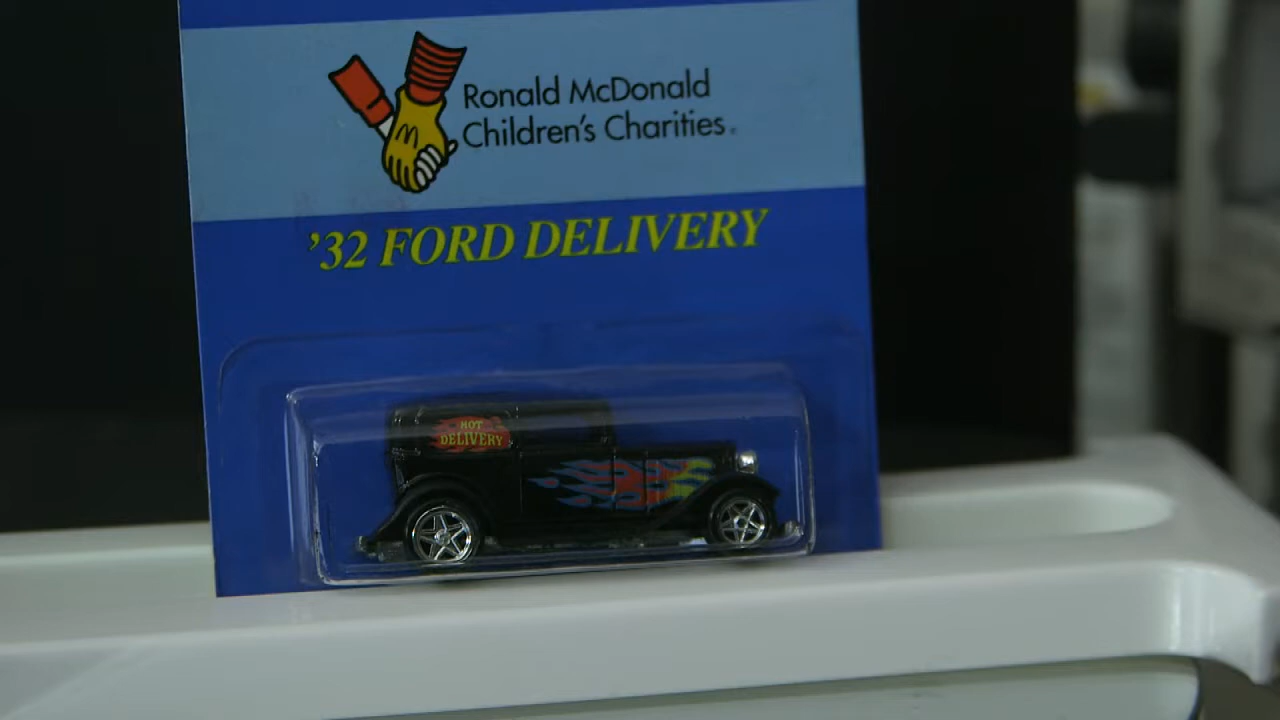 Ronald McDonald
Children's Charities.
'32 FORD DELIVERY
HOT
DELIVERY